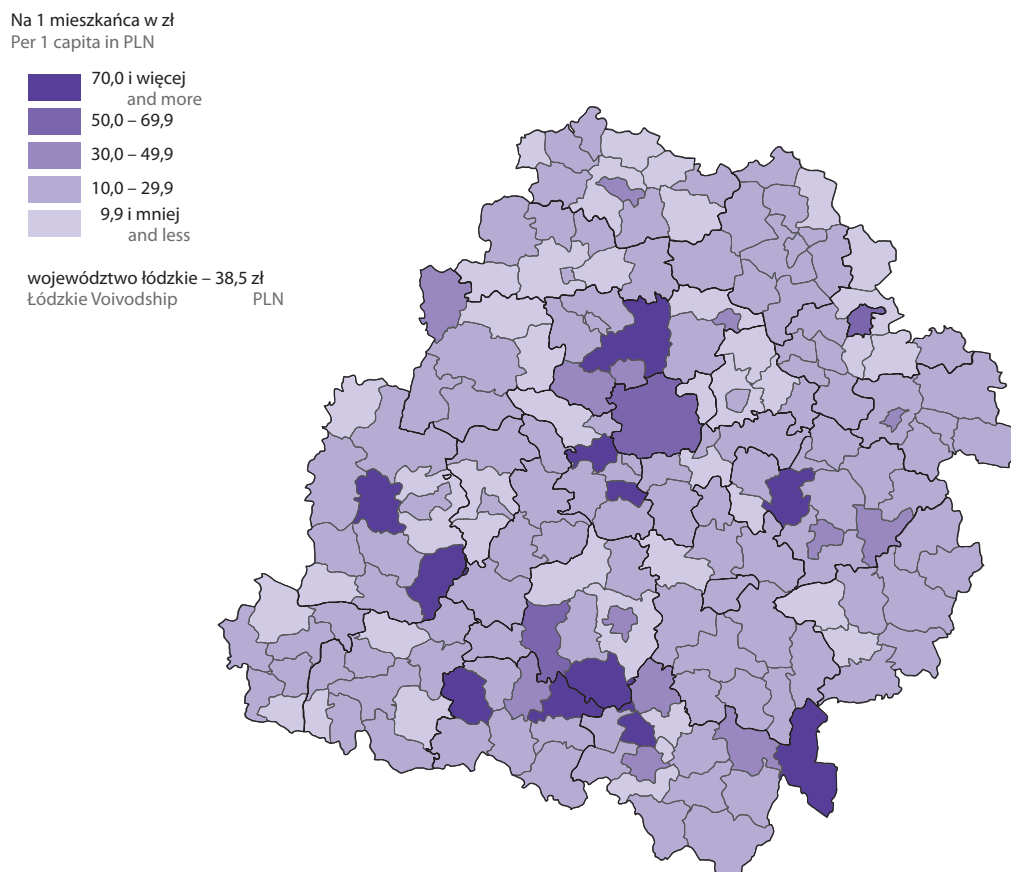 Na 1 mieszkańca w zł
Per 1 capita in PLN
70,0 i więcej
and more
50,0 – 69,9
30,0 – 49,9
10,0 – 29,9
9,9 i mniej
and less
województwo łódzkie – 38,5 zł
Łódzkie Voivodship PLN